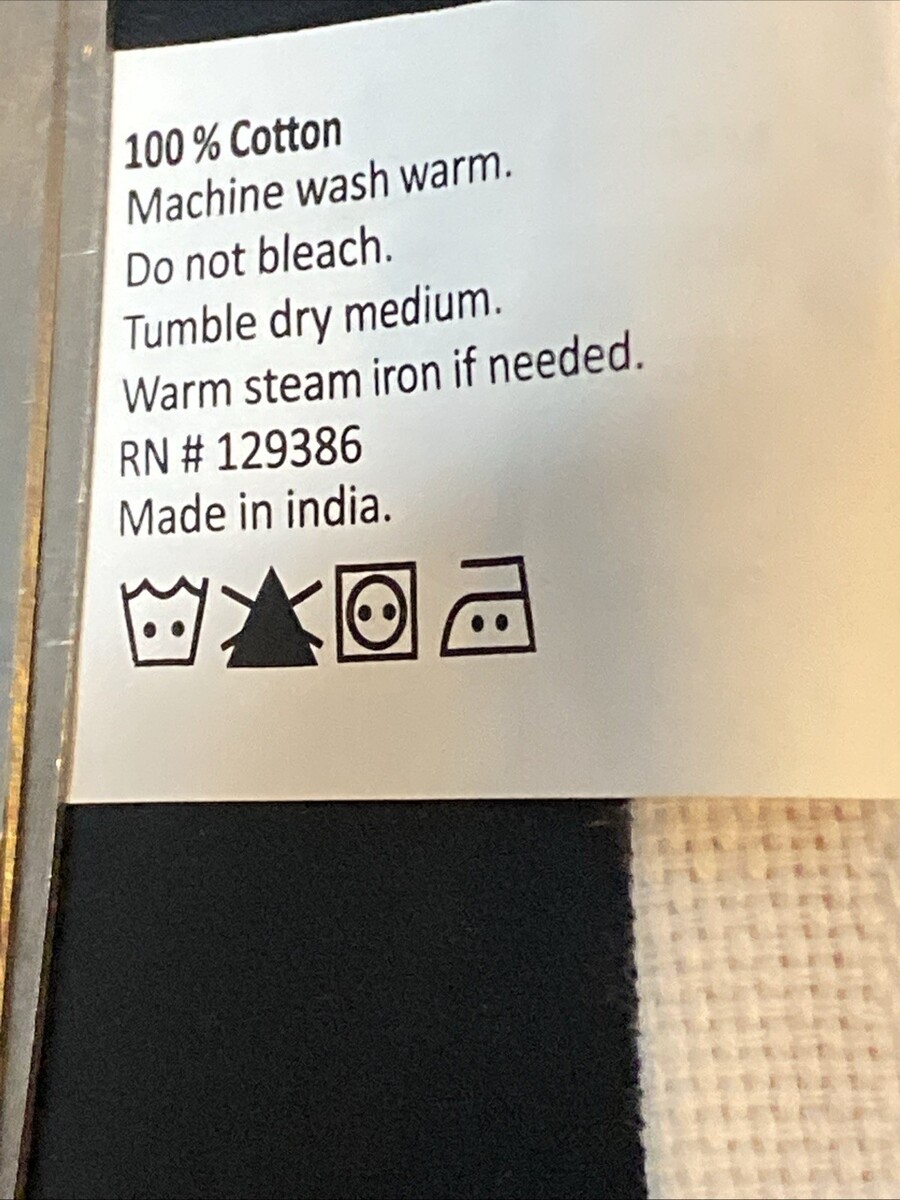 100 % Cotton
Machine wash warm.
Do not bleach.
Tumble dry medium.
Warm steam iron if needed.
RN # 129386
Made in india.